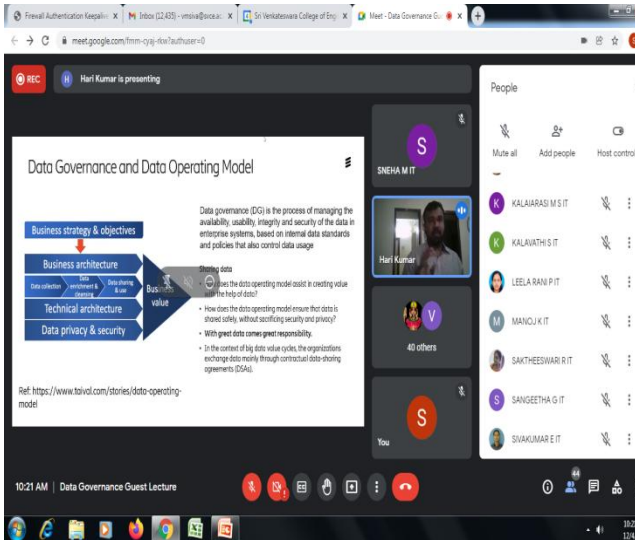 Firewall Authentication Keepaliv
Inbox (12,435) - vmsiva@svce.ac
Sri Venkateswara College of Eng
Meet - Data Governance Gu
meet.google.com/fmm-cyaj-rkw?authuser=0
REC
H
Hari Kumar is presenting
People
Mute all
Add people
Host control
Data Governance and Data Operating Model
Business strategy & objectives
Business architecture
Data collection
Data enrichment & cleansing
Data sharing & use
Technical architecture
Data privacy & security
value
Data governance (DG) is the process of managing the
availability, usability, integrity and security of the data in
enterprise systems, based on internal data standards
and policies that also control data usage
Sharing data
does the data operating model assist in creating value
with the help of data?
• How does the data operating model ensure that data is
shared safely, without sacrificing security and privacy?
• With great data comes great responsibility.
• In the context of big data value cycles, the organizations
exchange data mainly through contractual data-sharing
agreements (DSAs).
Ref: https://www.taival.com/stories/data-operating-
model
S
SNEHA M IT
Hari Kumar
V
40 others
S
You
K
KALAIARASI M S IT
K
KALAVATHI S IT
LEELA RANI P IT
M
MANOJ K IT
SAKTHEESWARI R IT
S
SANGEETHA G IT
SIVAKUMAR E IT
10:21 AM | Data Governance Guest Lecture
44